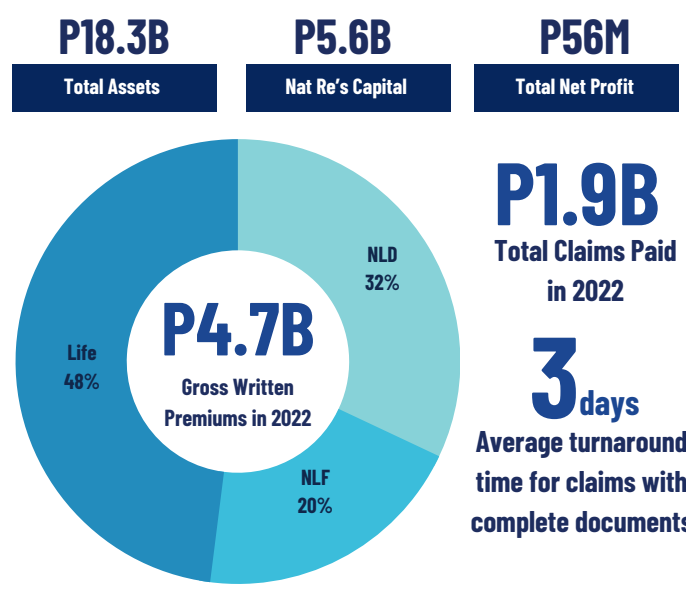 P18.3B
Total Assets
P5.6B
Nat Re's Capital
P56M
Total Net Profit
NLD
32%
Life
48%
NLF
20%
P4.7B
Gross Written
Premiums in 2022
P1.9B
Total Claims Paid
in 2022
3 days
Average turnaround
time for claims with
complete documents